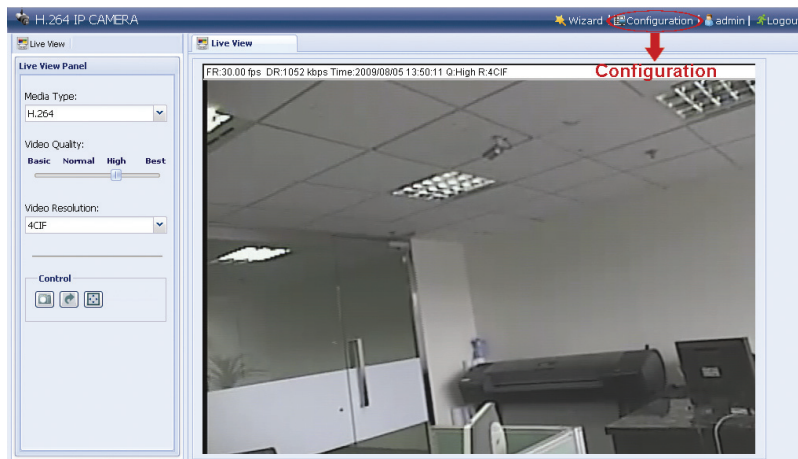 H.264 IP CAMERA
Wizard | Configuration | admin | Logou
Live View
Live View
Live View Panel
FR:30.00 fps DR:1052 kbps Time:2009/08/05 13:50:11 Q:High R:4CIF
Configuration
Media Type:
H.264
Video Quality:
Basic Normal High Best
Video Resolution:
4CIF
Control